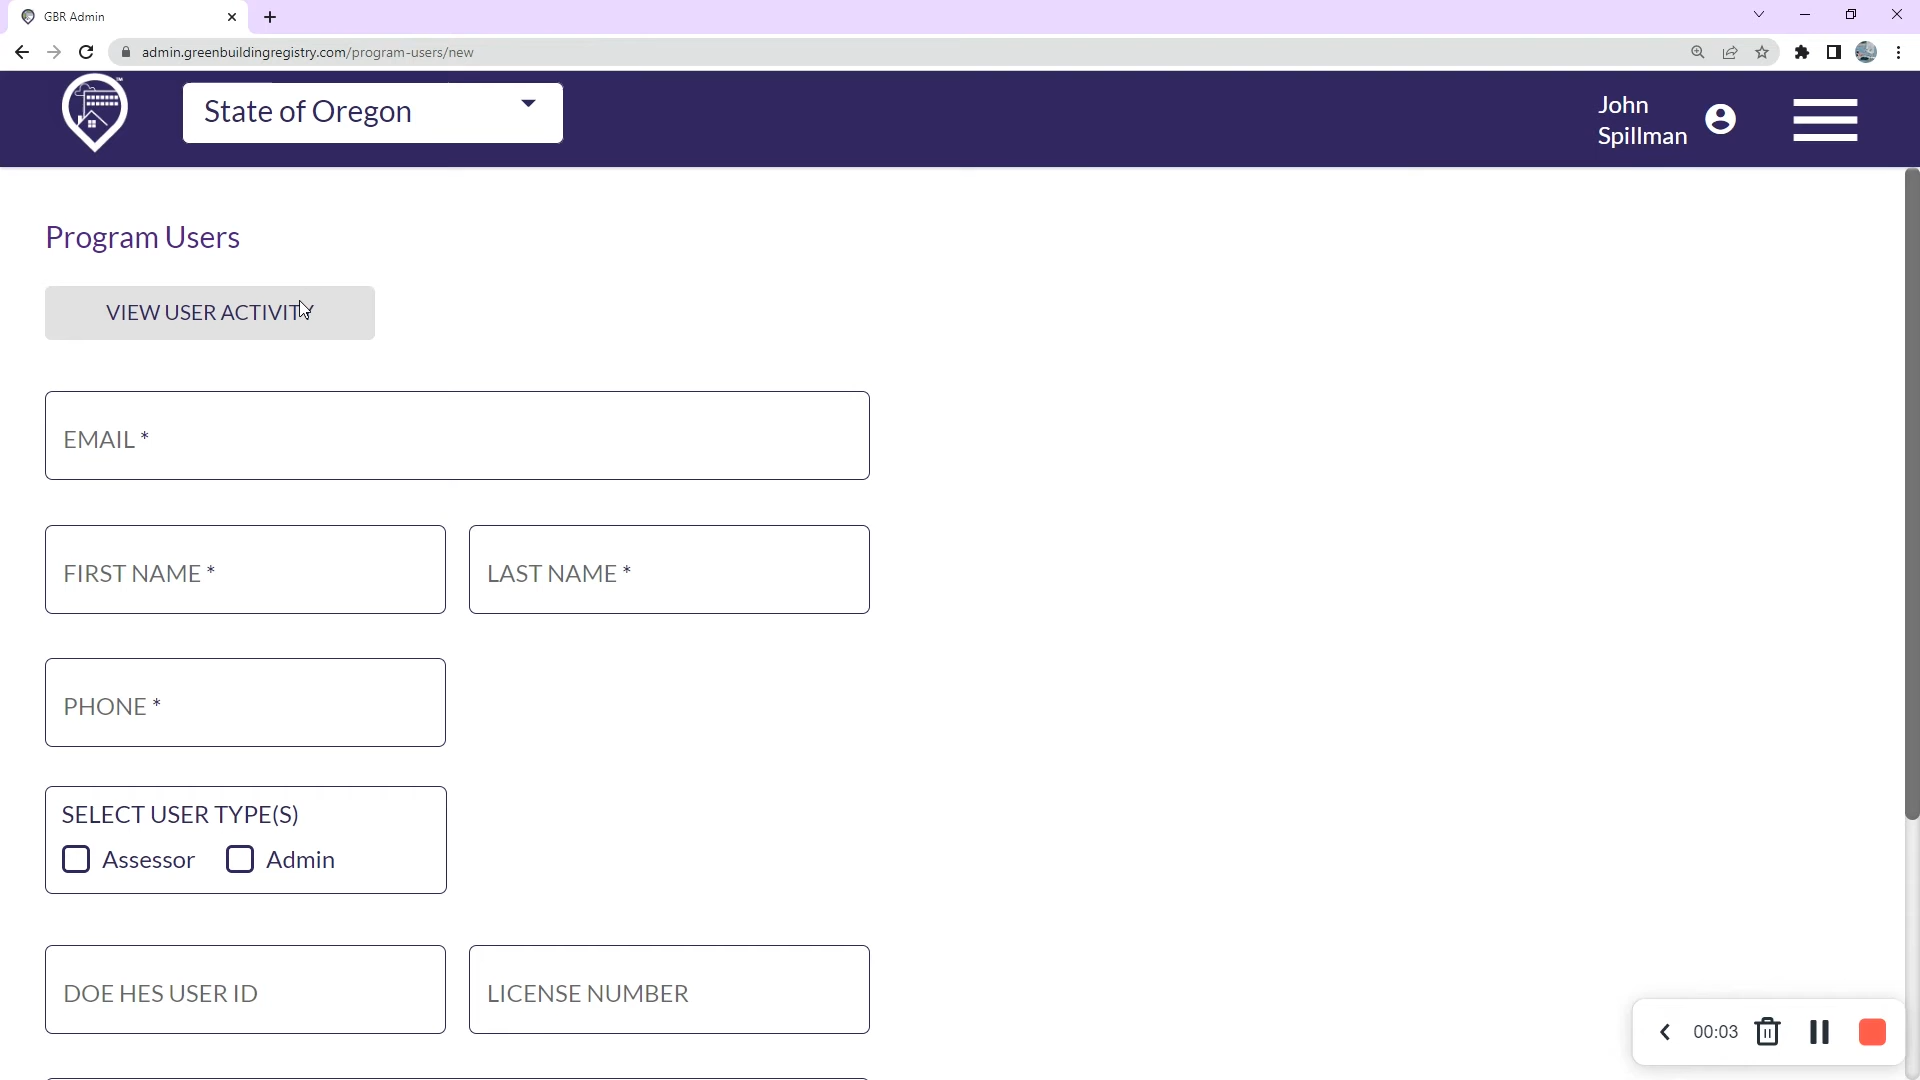 GBR Admin
admin.greenbuildingregistry.com/program-users/new
State of Oregon
John
Spillman
Program Users
VIEW USER ACTIVITY
EMAIL *
FIRST NAME *
LAST NAME *
PHONE *
SELECT USER TYPE(S)
Assessor
Admin
DOE HES USER ID
LICENSE NUMBER
00:03